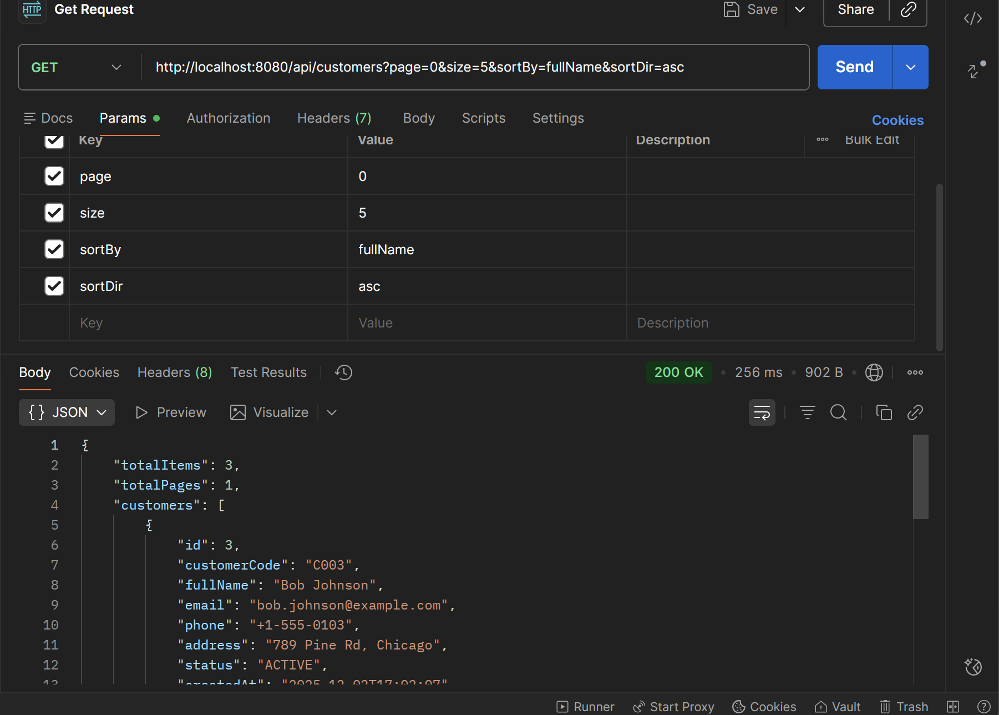 HTTP Get Request Save Share
GET http://localhost:8080/api/customers?page=0&size=5&sortBy=fullName&sortDir=asc Send
Docs Params Authorization Headers (7) Body Scripts Settings Cookies
Key Value Description Bulk Edit
page 0
size 5
sortBy fullName
sortDir asc
Key Value Description
Body Cookies Headers (8) Test Results 200 OK • 256 ms • 902 B •
{} JSON Preview Visualize
1 {
2 "totalItems": 3,
3 "totalPages": 1,
4 "customers": [
5 {
6 "id": 3,
7 "customerCode": "C003",
8 "fullName": "Bob Johnson",
9 "email": "bob.johnson@example.com",
10 "phone": "+1-555-0103",
11 "address": "789 Pine Rd, Chicago",
12 "status": "ACTIVE",
13 "createdAt": "2025-12-02T17:02:07"
Runner Start Proxy Cookies Vault Trash